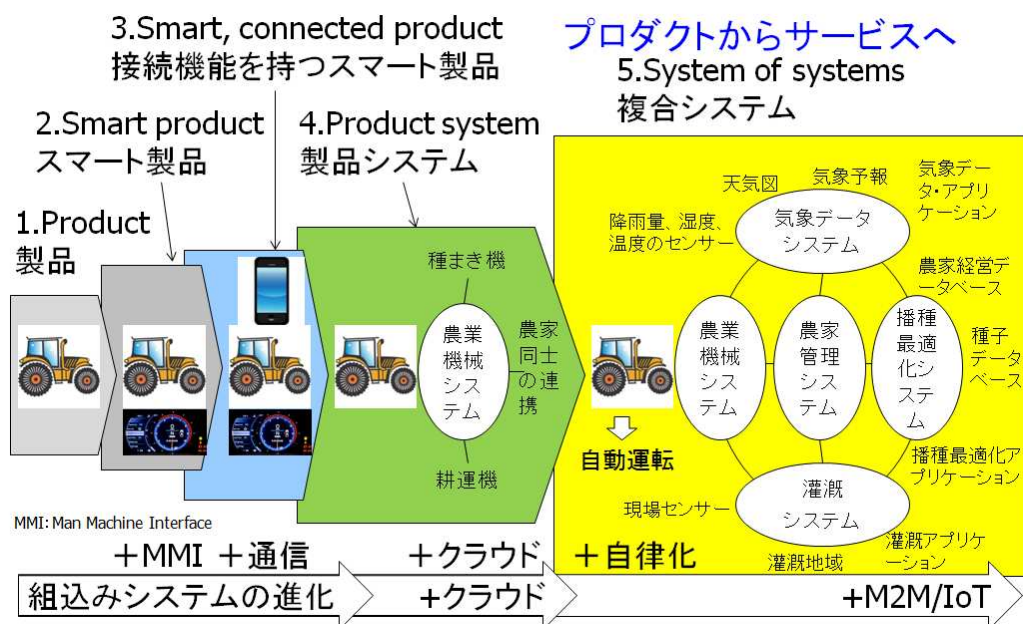 3.Smart, connected product
接続機能を持つスマート製品
プロダクトからサービスへ
5.System of systems
複合システム
2.Smart product
スマート製品
4.Product system
製品システム
1.Product
製品
種まき機
農業
機械シ
ステム
農家
同士
の連
携
耕運機
自動運転
天気図
気象予報
気象デー
タ・アプリ
ケーション
降雨量、湿度、
温度のセンサー
気象データ
システム
農家経営デー
タベース
農業
機械シ
ステム
農家
管理シ
ステム
播種
最適
化シ
ステ
ム
種子
データ
ベース
播種最適化ア
プリケーション
現場センサー
灌漑
システム
灌漑地域
灌漑アプリケ
ーション
MMI: Man Machine Interface
+MMI
+通信
+クラウド
+自律化
組込みシステムの進化
+クラウド
+M2M/IoT